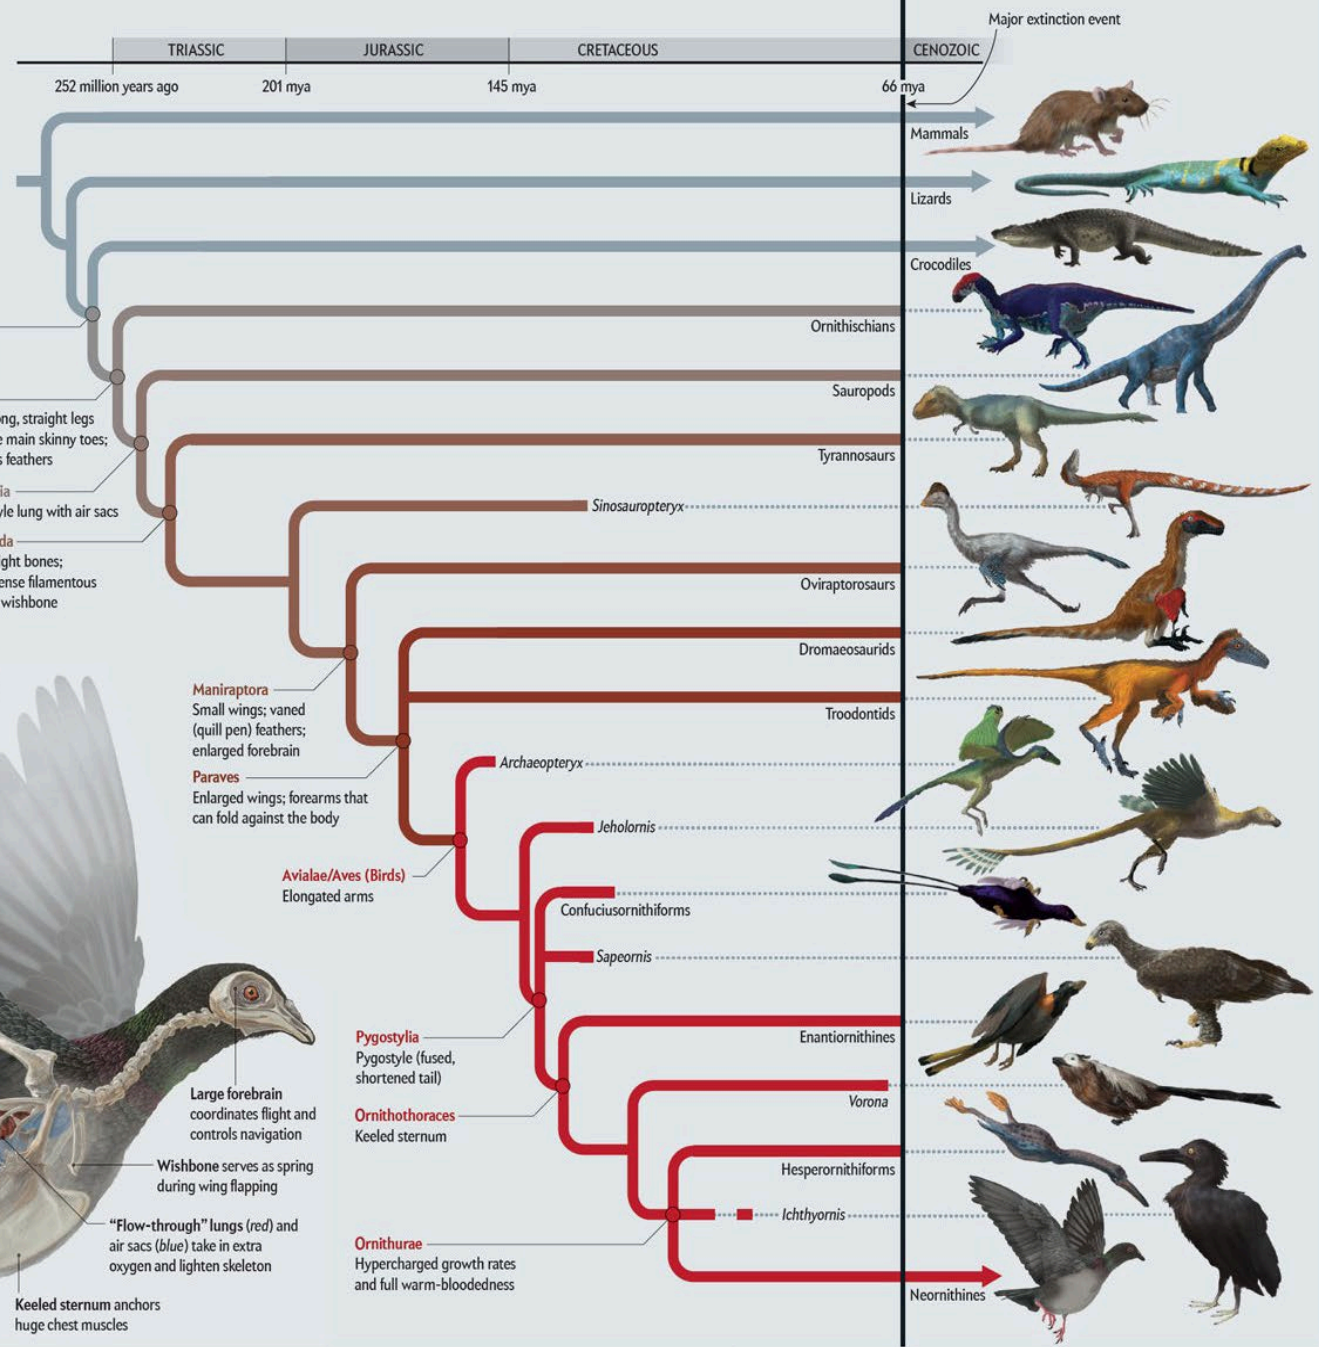 Major extinction event
TRIASSIC
JURASSIC
CRETACEOUS
CENOZOIC
252 million years ago
201 mya
145 mya
66 mya
Mammals
Lizards
Crocodiles
Ornithischians
Sauropods
ong, straight legs
e main skinny toes;
s feathers
Tyrannosaurs
ia
yle lung with air sacs
Sinosauropteryx
da
ight bones;
ense filamentous
wishbone
Oviraptorosaurs
Dromaeosaurids
Maniraptora
Small wings; vaned
(quill pen) feathers;
enlarged forebrain
Troodontids
Paraves
Enlarged wings; forearms that
can fold against the body
Archaeopteryx
Jeholornis
Avialae/Aves (Birds)
Elongated arms
Confuciusornithiforms
Sapeornis
Pygostylia
Pygostyle (fused,
shortened tail)
Enantiornithines
Ornithothoraces
Keeled sternum
Vorona
Large forebrain
coordinates flight and
controls navigation
Wishbone serves as spring
during wing flapping
Hesperornithiforms
"Flow-through" lungs (red) and
air sacs (blue) take in extra
oxygen and lighten skeleton
Ichthyornis
Ornithurae
Hypercharged growth rates
and full warm-bloodedness
Neornithines
Keeled sternum anchors
huge chest muscles